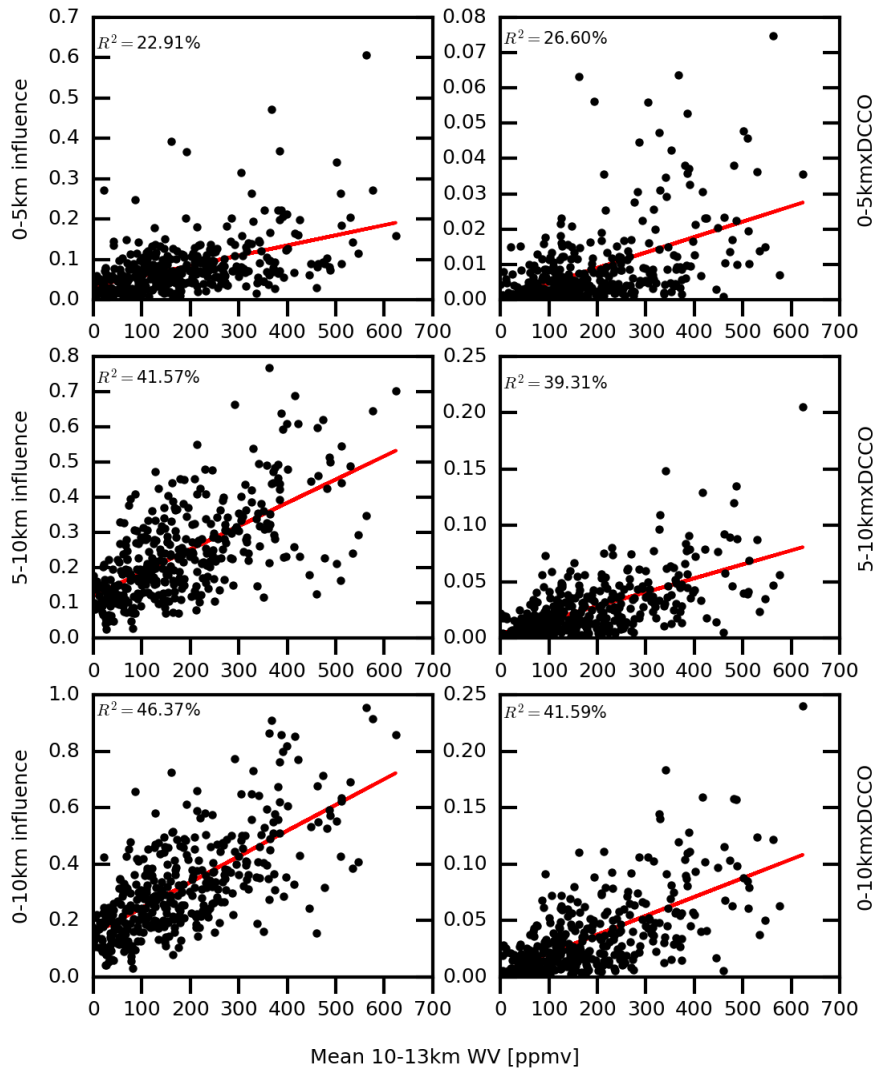 0.7
0.6
0.5
0.4
0.3
0.2
0.1
0.0
0 100 200 300 400 500 600 700
0-5km influence
R² = 22.91%
0.08
0.07
0.06
0.05
0.04
0.03
0.02
0.01
0.00
0 100 200 300 400 500 600 700
0-5kmxDCCO
R² = 26.60%
0.8
0.7
0.6
0.5
0.4
0.3
0.2
0.1
0.0
0 100 200 300 400 500 600 700
5-10km influence
R² = 41.57%
0.25
0.20
0.15
0.10
0.05
0.00
0 100 200 300 400 500 600 700
5-10kmxDCCO
R² = 39.31%
1.0
0.8
0.6
0.4
0.2
0.0
0 100 200 300 400 500 600 700
0-10km influence
R² = 46.37%
0.25
0.20
0.15
0.10
0.05
0.00
0 100 200 300 400 500 600 700
0-10kmxDCCO
R² = 41.59%
Mean 10-13km WV [ppmv]